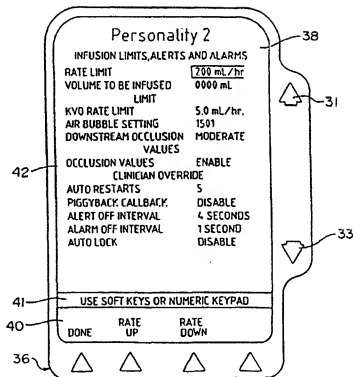 Personality 2
INFUSION LIMITS, ALERTS AND ALARMS
RATE LIMIT 200 mL/hr
VOLUME TO BE INFUSED 0000 mL
LIMIT
KVO RATE LIMIT 5.0 mL/hr.
AIR BUBBLE SETTING 1501
DOWNSTREAM OCCLUSION MODERATE
VALUES
OCCLUSION VALUES ENABLE
CLINICIAN OVERRIDE
AUTO RESTARTS 5
PIGGYBACK CALLBACK DISABLE
ALERT OFF INTERVAL 4 SECONDS
ALARM OFF INTERVAL 1 SECOND
AUTO LOCK DISABLE
USE SOFT KEYS OR NUMERIC KEYPAD
RATE RATE
DONE UP DOWN
38
31
42
33
41
40
36